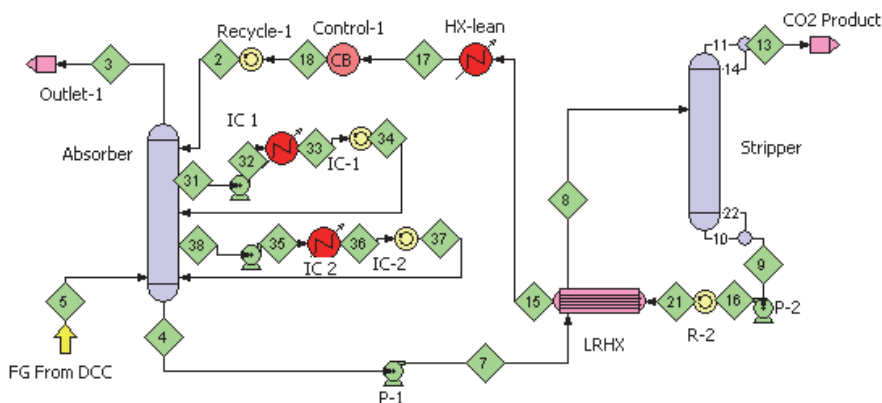 CO2 Product
Recycle-1
Control-1
HX-lean
11
13
3
2
18
CB
17
14
Outlet-1
IC 1
Absorber
32
33
34
IC-1
Stripper
31
8
22
38
35
36
37
10
IC 2
IC-2
9
5
15
21
16
P-2
R-2
4
LRHX
FG From DCC
7
P-1